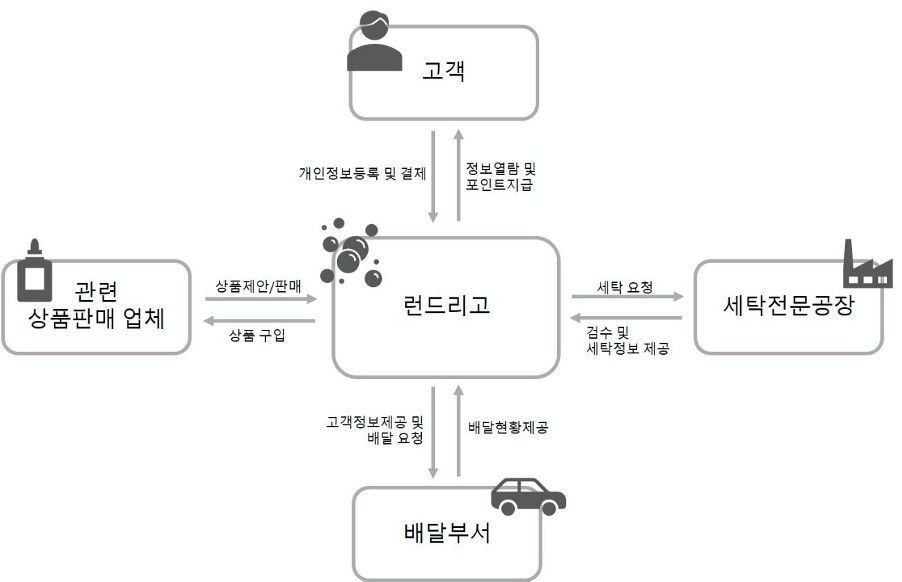 고객
개인정보등록 및 결제
정보열람 및
포인트지급
관련
상품판매 업체
상품제안/판매
상품 구입
런드리고
세탁 요청
검수 및
세탁정보 제공
세탁전문공장
고객정보제공 및
배달 요청
배달현황제공
배달부서